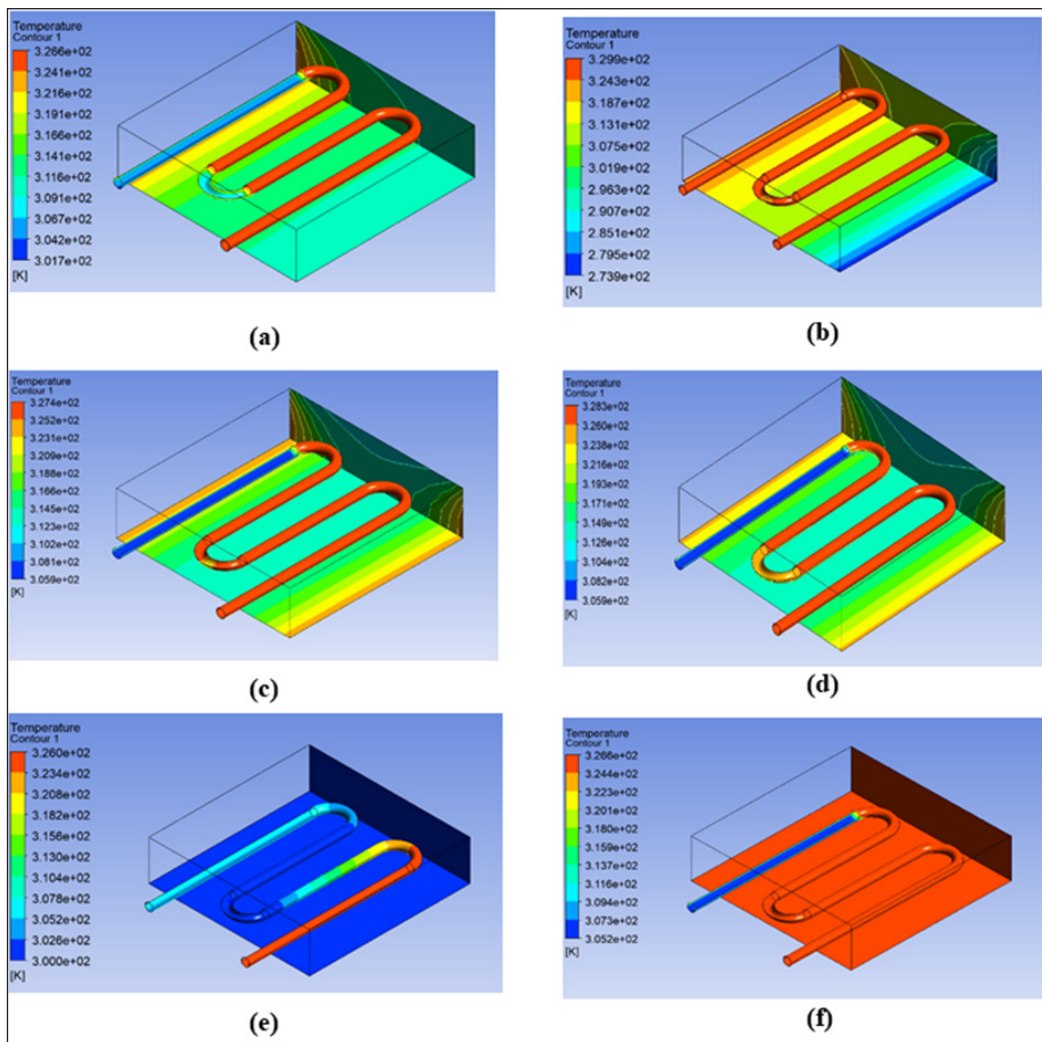 Temperature
Contour 1
3.266e+02
3.241e+02
3.216e+02
3.191e+02
3.166e+02
3.141e+02
3.116e+02
3.091e+02
3.067e+02
3.042e+02
3.017e+02
[K]
(a)
Temperature
Contour 1
3.299e+02
3.243e+02
3.187e+02
3.131e+02
3.075e+02
3.019e+02
2.963e+02
2.907e+02
2.851e+02
2.795e+02
2.739e+02
[K]
(b)
Temperature
Contour 1
3.274e+02
3.252e+02
3.231e+02
3.209e+02
3.188e+02
3.166e+02
3.145e+02
3.123e+02
3.102e+02
3.081e+02
3.059e+02
[K]
(c)
Temperature
Contour 1
3.283e+02
3.260e+02
3.238e+02
3.216e+02
3.193e+02
3.171e+02
3.149e+02
3.126e+02
3.104e+02
3.082e+02
3.059e+02
[K]
(d)
Temperature
Contour 1
3.260e+02
3.234e+02
3.208e+02
3.182e+02
3.156e+02
3.130e+02
3.104e+02
3.078e+02
3.052e+02
3.026e+02
3.000e+02
[K]
(e)
Temperature
Contour 1
3.266e+02
3.244e+02
3.223e+02
3.201e+02
3.180e+02
3.159e+02
3.137e+02
3.116e+02
3.094e+02
3.073e+02
3.052e+02
[K]
(f)